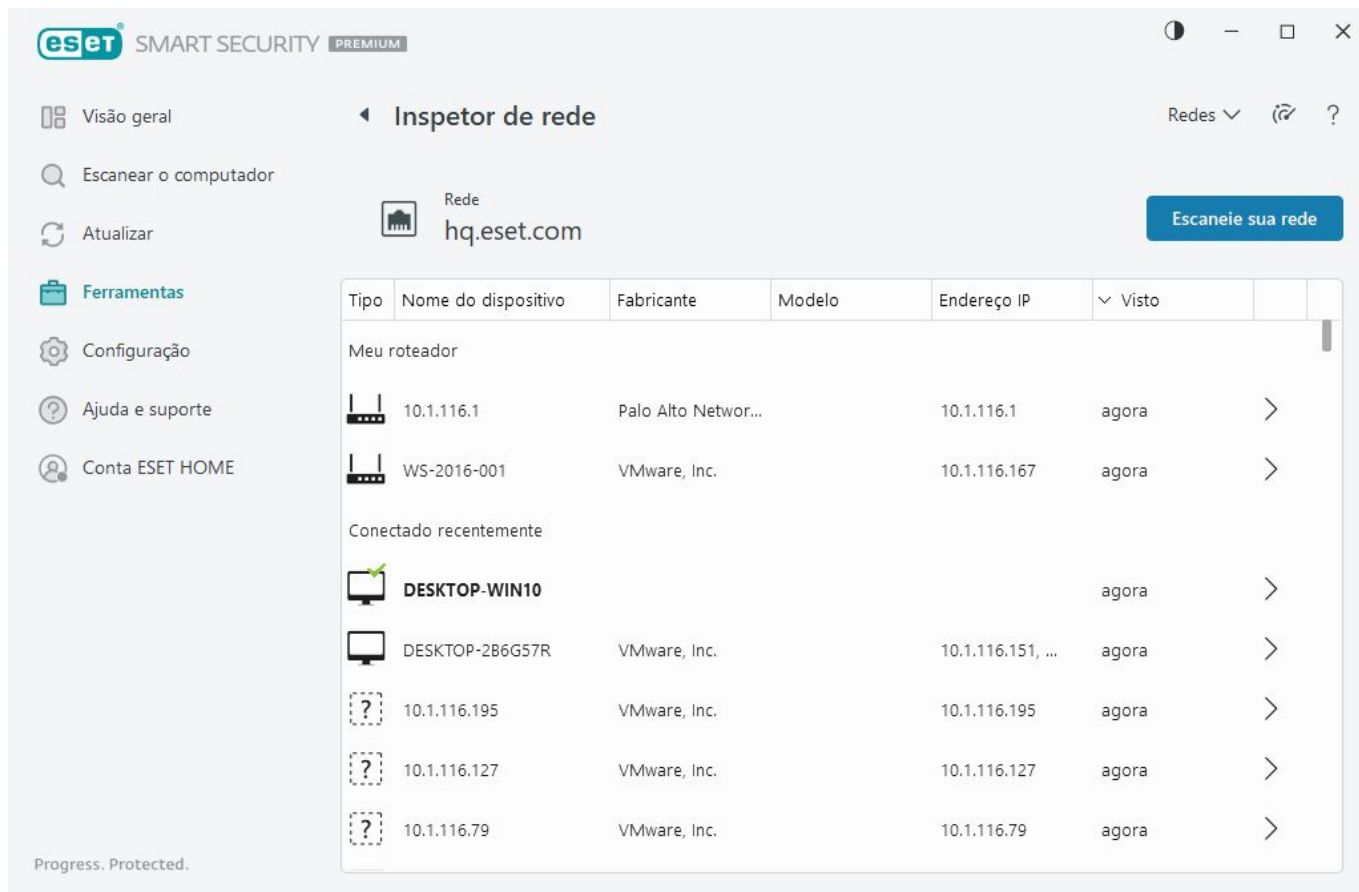 eset® SMART SECURITY PREMIUM
Visão geral
Escanear o computador
Atualizar
Ferramentas
Configuração
Ajuda e suporte
Conta ESET HOME
Progress. Protected.
Inspetor de rede
Redes
?
Rede
hq.eset.com
Escaneie sua rede
Tipo Nome do dispositivo Fabricante Modelo Endereço IP Visto
Meu roteador
10.1.116.1 Palo Alto Networ... 10.1.116.1 agora
WS-2016-001 VMware, Inc. 10.1.116.167 agora
Conectado recentemente
DESKTOP-WIN10 agora
DESKTOP-2B6G57R VMware, Inc. 10.1.116.151, ... agora
? 10.1.116.195 VMware, Inc. 10.1.116.195 agora
? 10.1.116.127 VMware, Inc. 10.1.116.127 agora
? 10.1.116.79 VMware, Inc. 10.1.116.79 agora